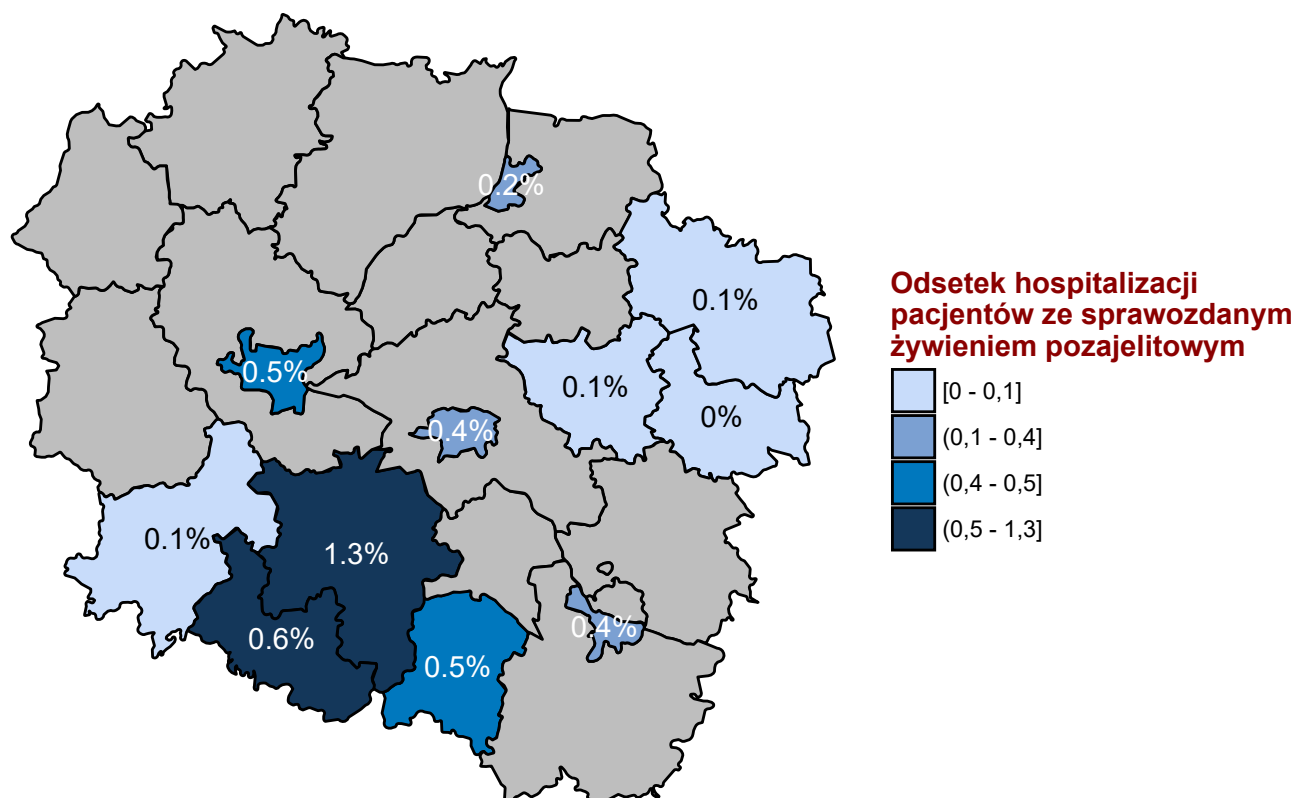 0.2%
0.1%
0.5%
0.1%
0%
0.4%
0.1%
1.3%
0.4%
0.6%
0.5%
Odsetek hospitalizacji
pacjentów ze sprawozdanym
żywieniem pozajelitowym
[0 - 0,1]
(0,1 - 0,4]
(0,4 - 0,5]
(0,5 - 1,3]